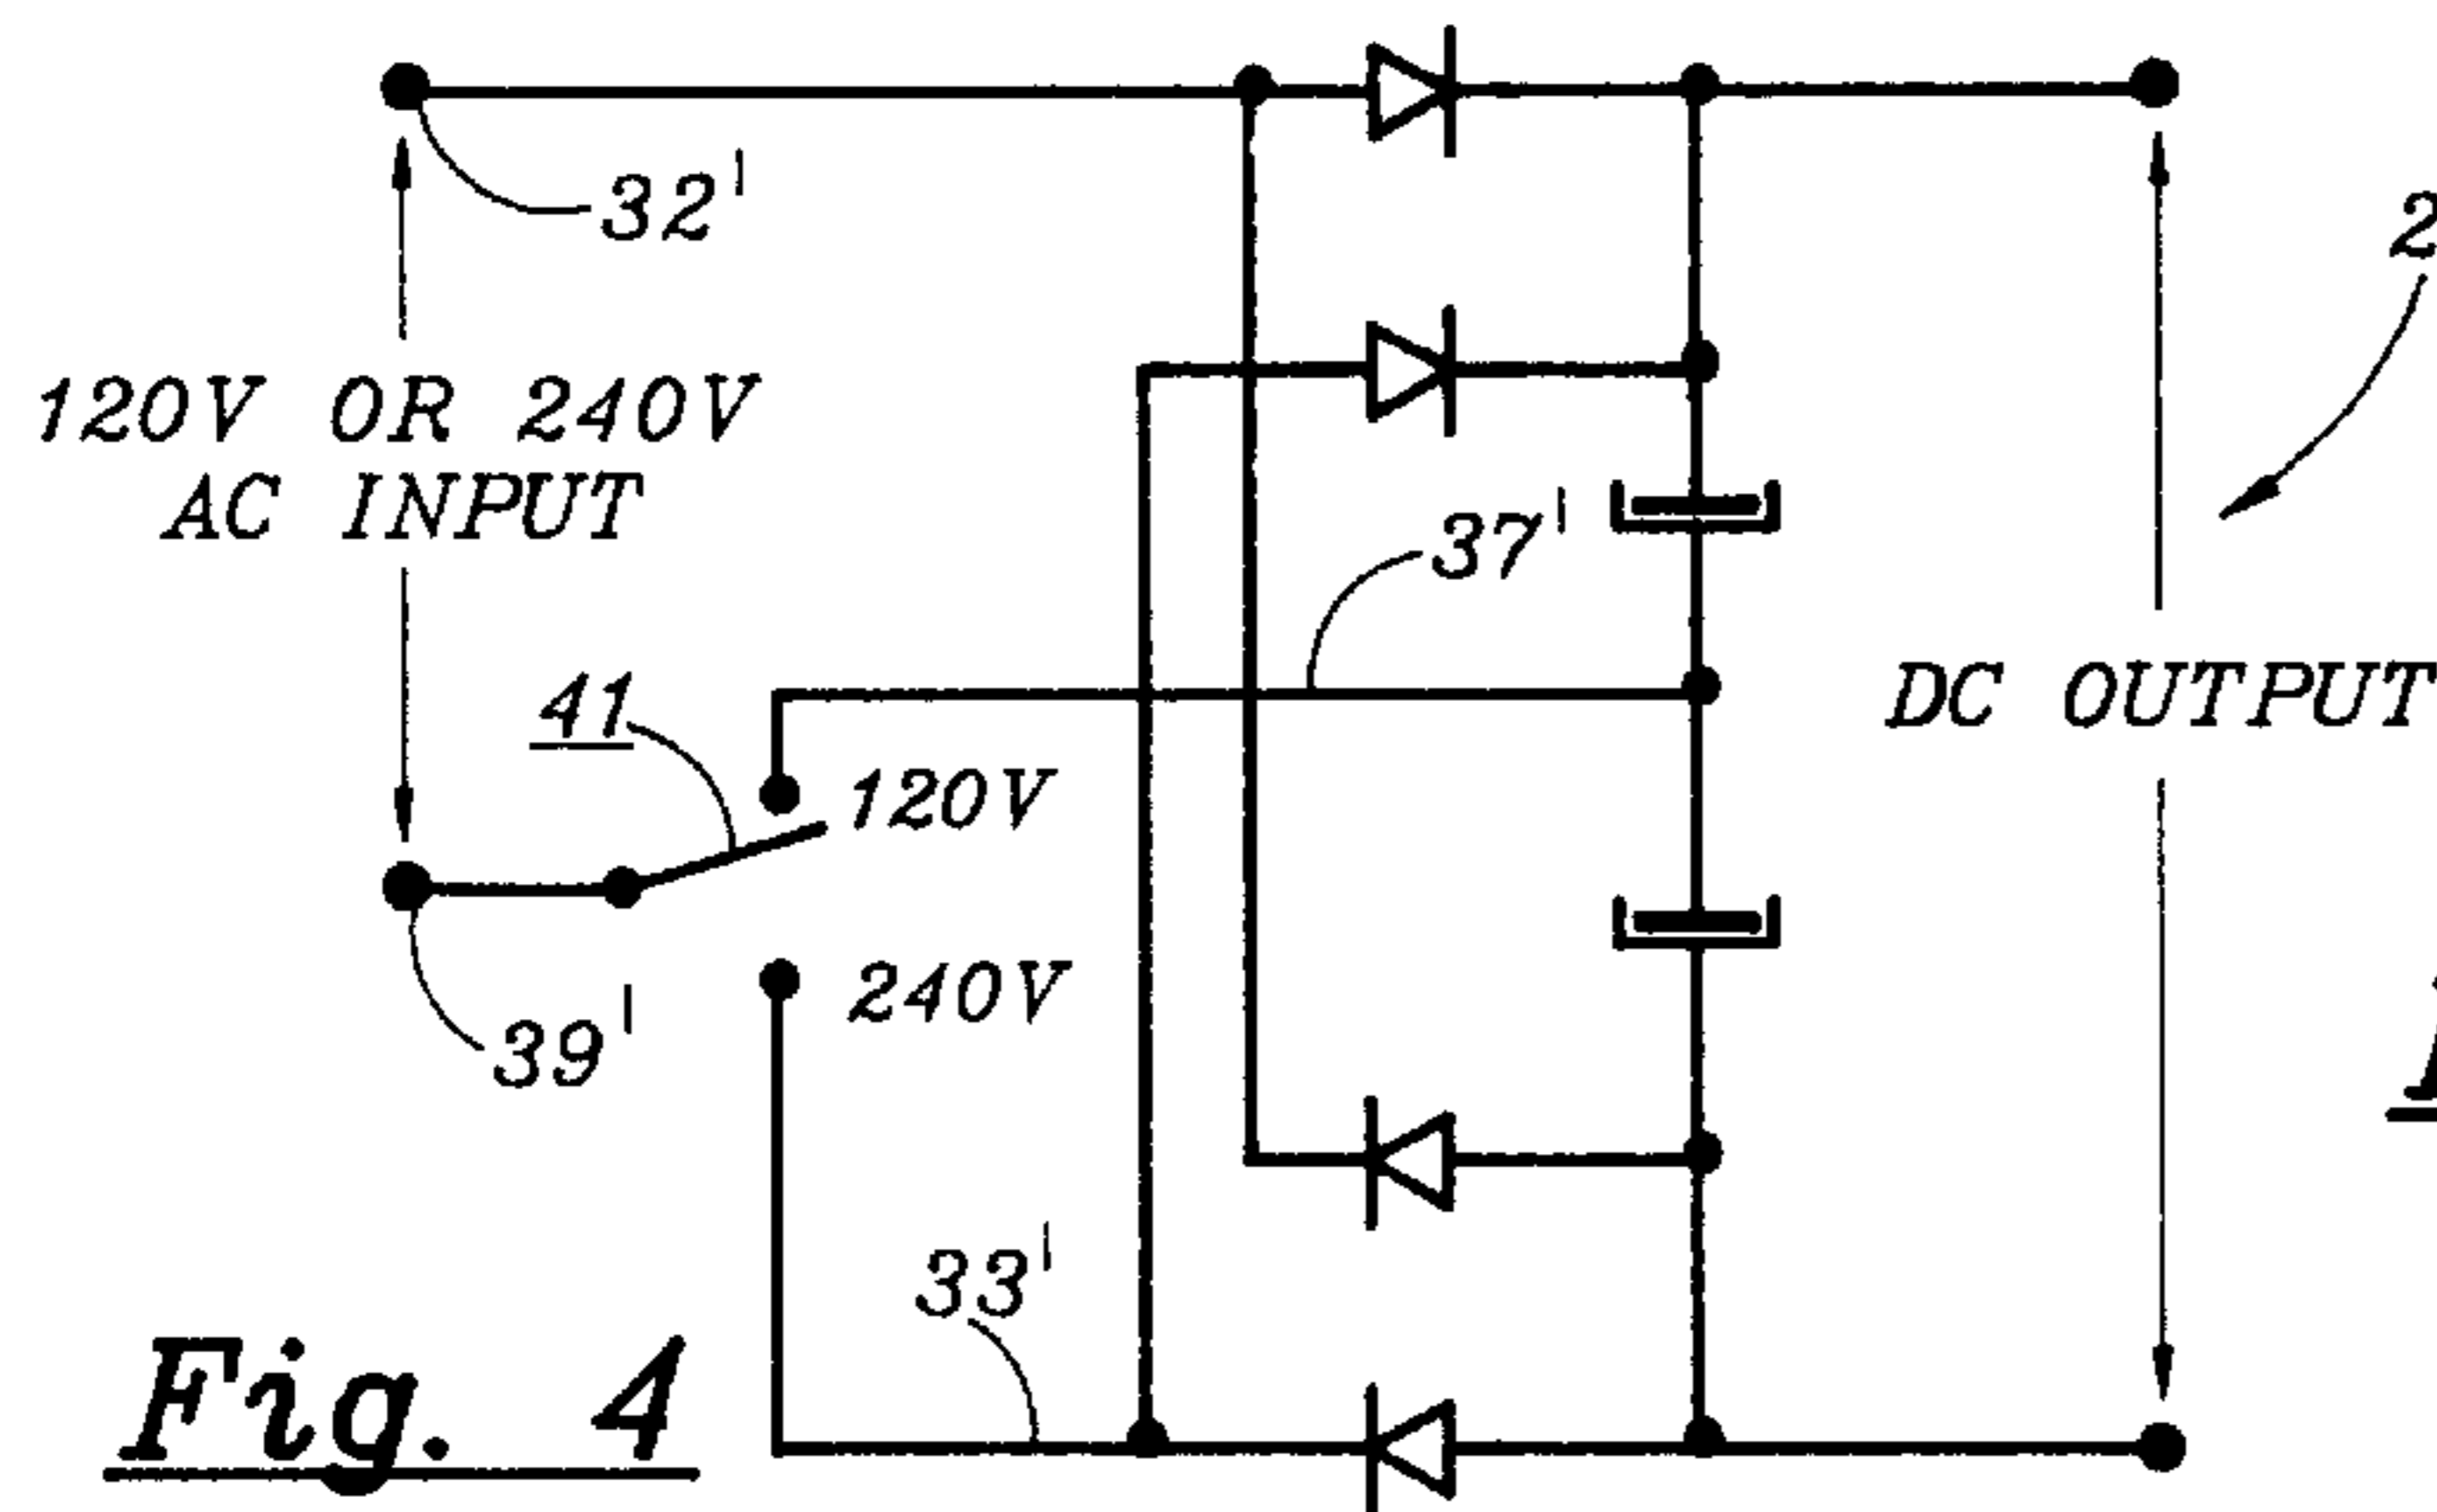 32'
120V OR 240V
AC INPUT
37'
41
DC OUTPUT
120V
240V
39'
33'
Fig. 4